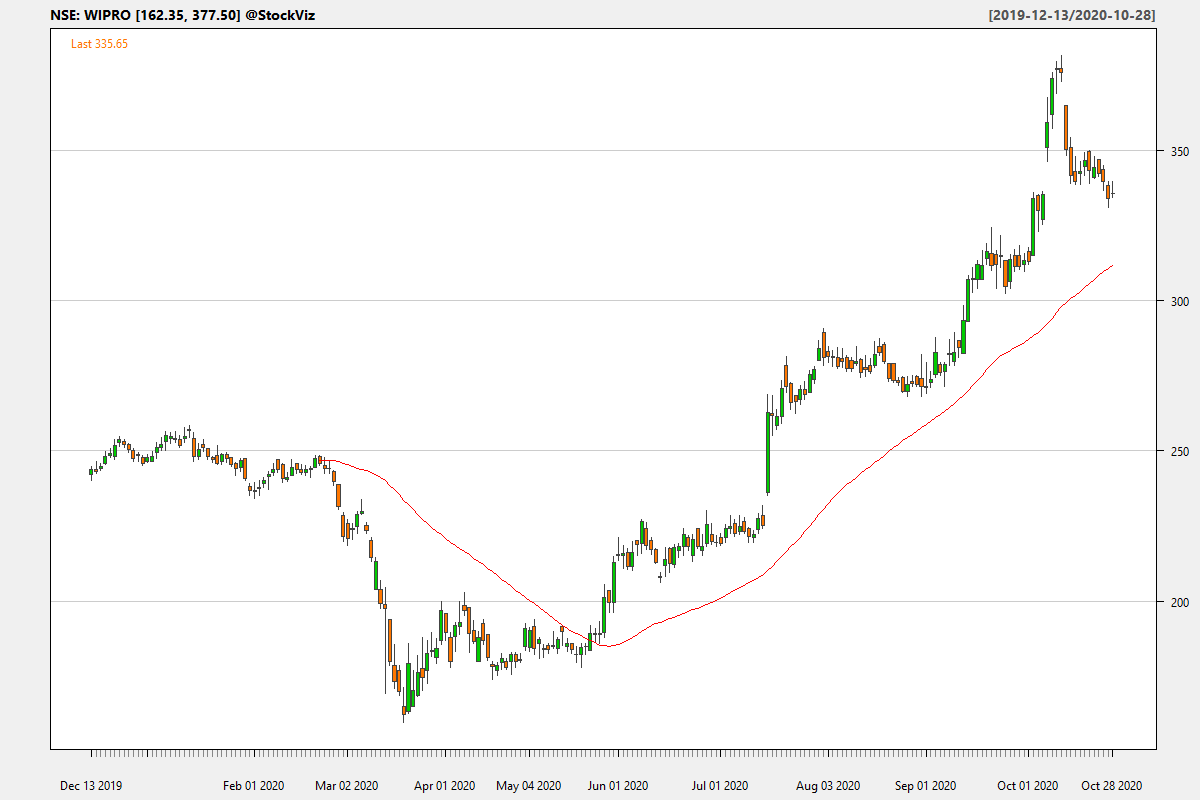 NSE: WIPRO [162.35, 377.50] @StockViz [2019-12-13/2020-10-28]
Last 335.65
350
300
250
200
Dec 13 2019 Feb 01 2020 Mar 02 2020 Apr 01 2020 May 04 2020 Jun 01 2020 Jul 01 2020 Aug 03 2020 Sep 01 2020 Oct 01 2020 Oct 28 2020